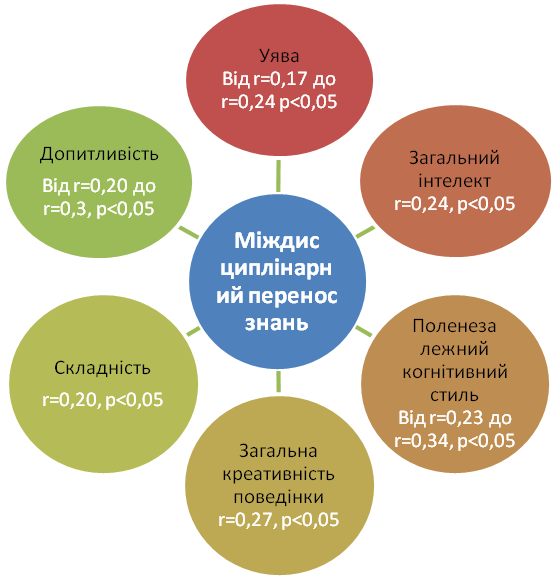 Уява
Від r=0,17 до
r=0,24 p<0,05
Загальний
інтелект
r=0,24, p<0,05
Поленеза
лежний
когнітивний
стиль
Від r=0,23 до
r=0,34, p<0,05
Загальна
креативність
поведінки
r=0,27, p<0,05
Складність
r=0,20, p<0,05
Допитливість
Від r=0,20 до
r=0,3, p<0,05
Міждис
циплінарн
ий перенос
знань